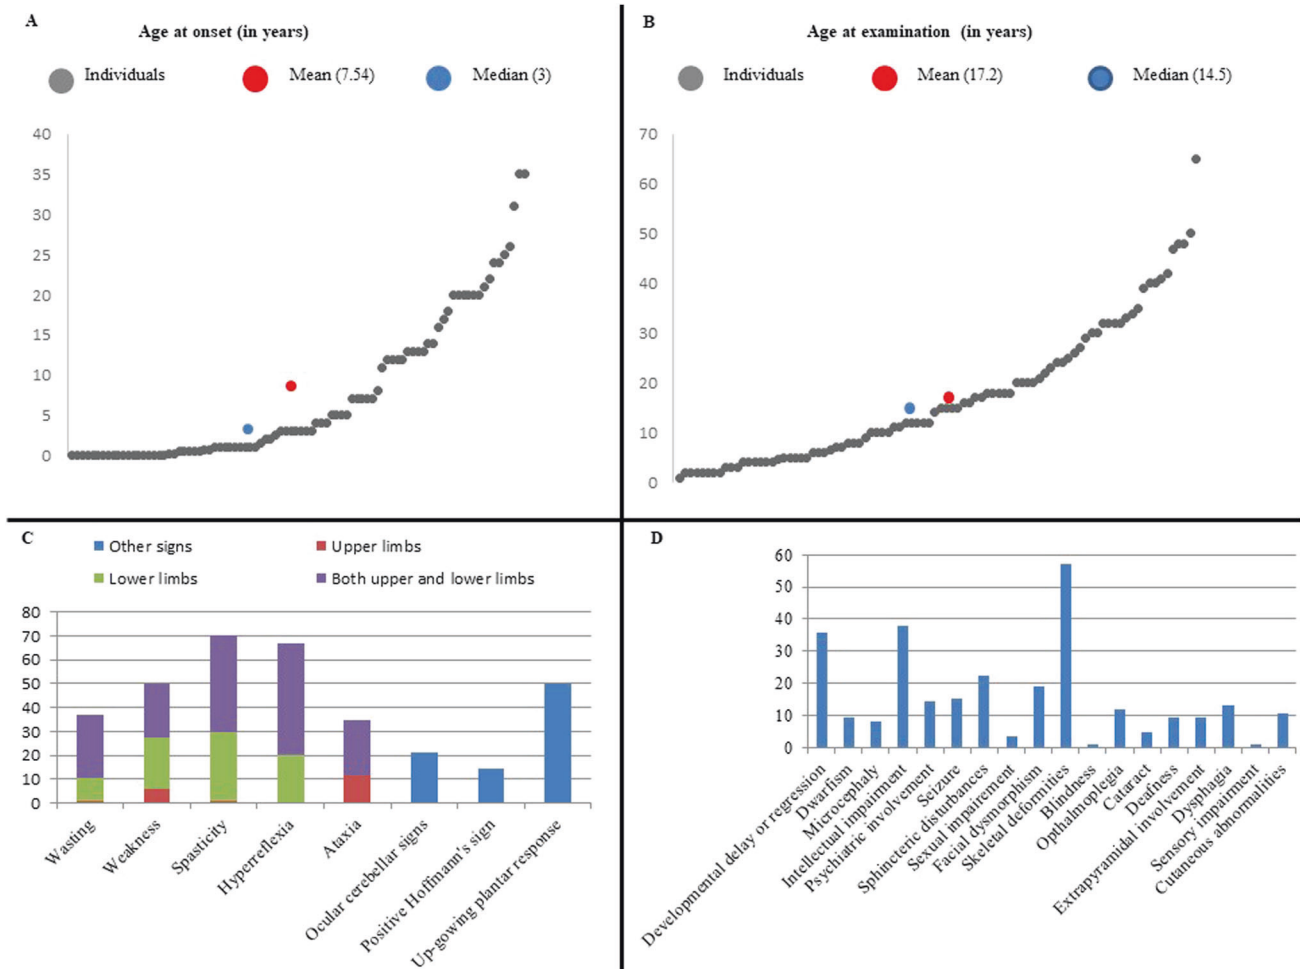 A
Age at onset (in years)
Individuals
Mean (7.54)
Median (3)
40
35
30
25
20
15
10
5
0
B
Age at examination (in years)
Individuals
Mean (17.2)
Median (14.5)
70
60
50
40
30
20
10
0
C
Other signs
Upper limbs
Lower limbs
Both upper and lower limbs
80
70
60
50
40
30
20
10
0
Wasting
Weakness
Spasticity
Hyperreflexia
Ataxia
Ocular cerebellar signs
Positive Hoffmann's sign
Up-gowing plantar response
D
60
50
40
30
20
10
0
Developmental delay or regression
Dwarfism
Microcephaly
Intellectual impairment
Psychiatric involvement
Seizure
Sphincteric disturbances
Sexual impairement
Facial dysmorphism
Skeletal deformities
Blindness
Opthalmoplegia
Cataract
Deafness
Extrapyramidal involvement
Dysphagia
Sensory impairment
Cutaneous abnormalities